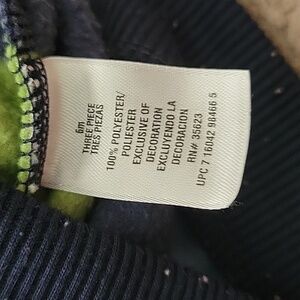 6m
THREE PIECE
TRES PIEZAS
100% POLYESTER/
POLIESTER
EXCLUSIVE OF
DECORATION
EXCLUYENDO LA
DECORACION
RN# 35623
UPC 7 16042 98466 5